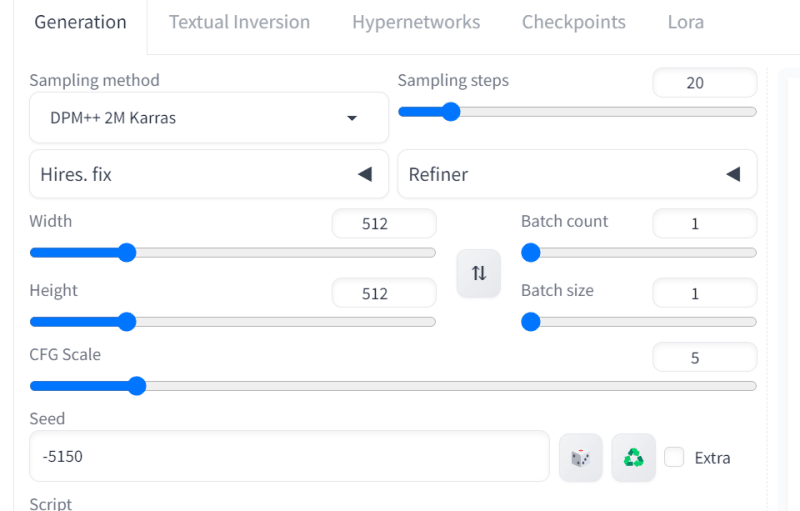 Generation Textual Inversion Hypernetworks Checkpoints Lora
Sampling method
DPM++ 2M Karras
Sampling steps 20
Hires. fix
Refiner
Width 512
Height 512
Batch count 1
Batch size 1
CFG Scale 5
Seed
-5150
Extra
Script